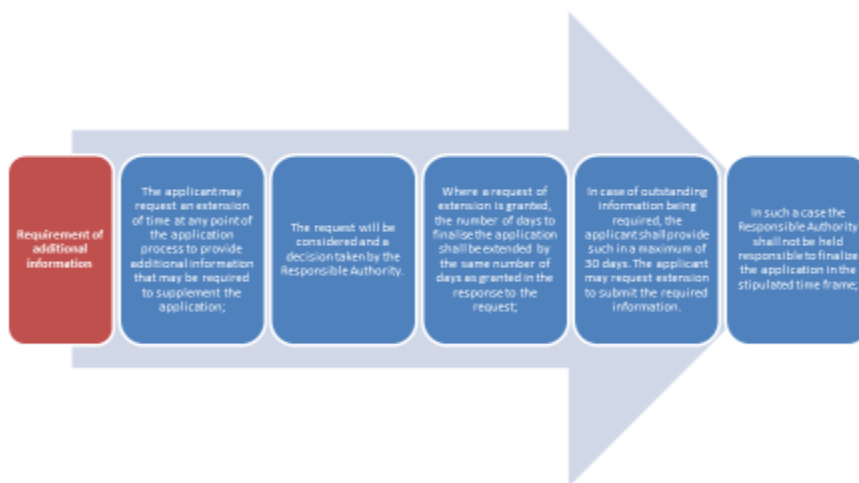 Requirement of
additional
information
The applicant may
request an extension
of time at any point of
the application
process to provide
additional information
that may be required
to supplement the
application;
The request will be
considered and a
decision taken by the
Responsible Authority.
Where a request of
extension is granted,
the number of days to
finalise the application
shall be extended by
the same number of
days as granted in the
response to the
request;
In case of outstanding
information being
required, the
applicant shall provide
such in a maximum of
30 days. The applicant
may request extension
to submit the required
information.
In such a case the
Responsible Authority
shall not be held
responsible to finalize
the application in the
stipulated time frame;